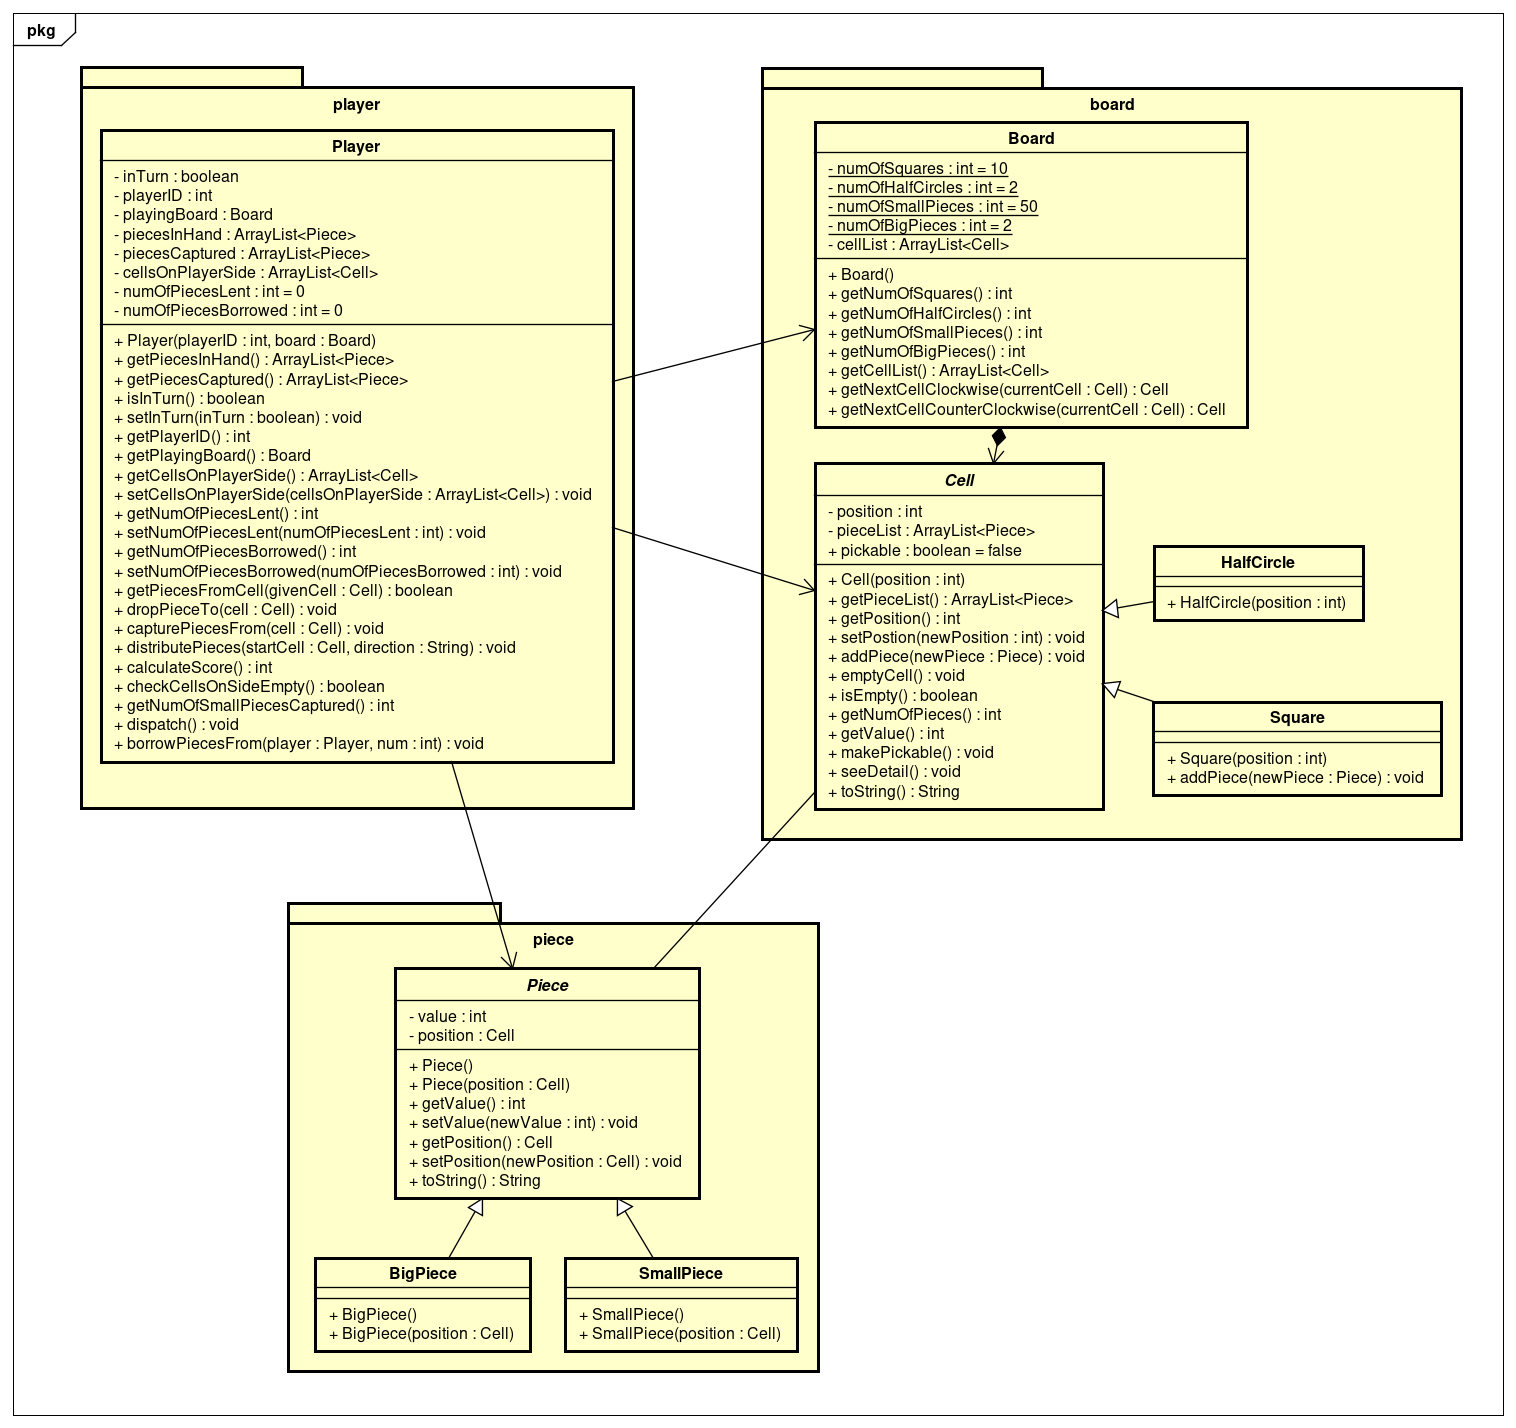 pkg
player
Player
- inTurn : boolean
- playerID : int
- playingBoard : Board
- piecesInHand : ArrayList<Piece>
- piecesCaptured : ArrayList<Piece>
- cellsOnPlayerSide : ArrayList<Cell>
- numOfPiecesLent : int = 0
- numOfPiecesBorrowed : int = 0
+ Player(playerID : int, board : Board)
+ getPiecesInHand() : ArrayList<Piece>
+ getPiecesCaptured() : ArrayList<Piece>
+ isInTurn() : boolean
+ setInTurn(inTurn : boolean) : void
+ getPlayerID() : int
+ getPlayingBoard() : Board
+ getCellsOnPlayerSide() : ArrayList<Cell>
+ setCellsOnPlayerSide(cellsOnPlayerSide : ArrayList<Cell>) : void
+ getNumOfPiecesLent() : int
+ setNumOfPiecesLent(numOfPiecesLent : int) : void
+ getNumOfPiecesBorrowed() : int
+ setNumOfPiecesBorrowed(numOfPiecesBorrowed : int) : void
+ getPiecesFromCell(givenCell : Cell) : boolean
+ dropPieceTo(cell : Cell) : void
+ capturePiecesFrom(cell : Cell) : void
+ distributePieces(startCell : Cell, direction : String) : void
+ calculateScore() : int
+ checkCellsOnSideEmpty() : boolean
+ getNumOfSmallPiecesCaptured() : int
+ dispatch() : void
+ borrowPiecesFrom(player : Player, num : int) : void
board
Board
- numOfSquares : int = 10
- numOfHalfCircles : int = 2
- numOfSmallPieces : int = 50
- numOfBigPieces : int = 2
- cellList : ArrayList<Cell>
+ Board()
+ getNumOfSquares() : int
+ getNumOfHalfCircles() : int
+ getNumOfSmallPieces() : int
+ getNumOfBigPieces() : int
+ getCellList() : ArrayList<Cell>
+ getNextCellClockwise(currentCell : Cell) : Cell
+ getNextCellCounterClockwise(currentCell : Cell) : Cell
Cell
- position : int
- pieceList : ArrayList<Piece>
+ pickable : boolean = false
+ Cell(position : int)
+ getPieceList() : ArrayList<Piece>
+ getPosition() : int
+ setPostion(newPosition : int) : void
+ addPiece(newPiece : Piece) : void
+ emptyCell() : void
+ isEmpty() : boolean
+ getNumOfPieces() : int
+ getValue() : int
+ makePickable() : void
+ seeDetail() : void
+ toString() : String
HalfCircle
+ HalfCircle(position : int)
Square
+ Square(position : int)
+ addPiece(newPiece : Piece) : void
piece
Piece
- value : int
- position : Cell
+ Piece()
+ Piece(position : Cell)
+ getValue() : int
+ setValue(newValue : int) : void
+ getPosition() : Cell
+ setPosition(newPosition : Cell) : void
+ toString() : String
BigPiece
+ BigPiece()
+ BigPiece(position : Cell)
SmallPiece
+ SmallPiece()
+ SmallPiece(position : Cell)